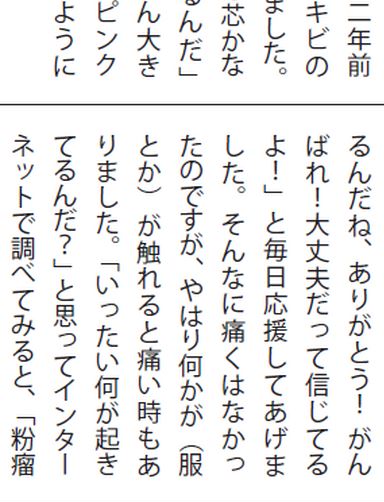 二年前
キビの
ました。
芯かな
るんだ」
ん大き
ピンク
ように
るんだね、ありがとう！がん
ばれ！大丈夫だって信じてる
よ！」と毎日応援してあげま
した。そんなに痛くはなかっ
たのですが、やはり何かが（服
とか）が触れると痛い時もあ
りました。「いったい何が起き
てるんだ？」と思ってインター
ネットで調べてみると、「粉瘤